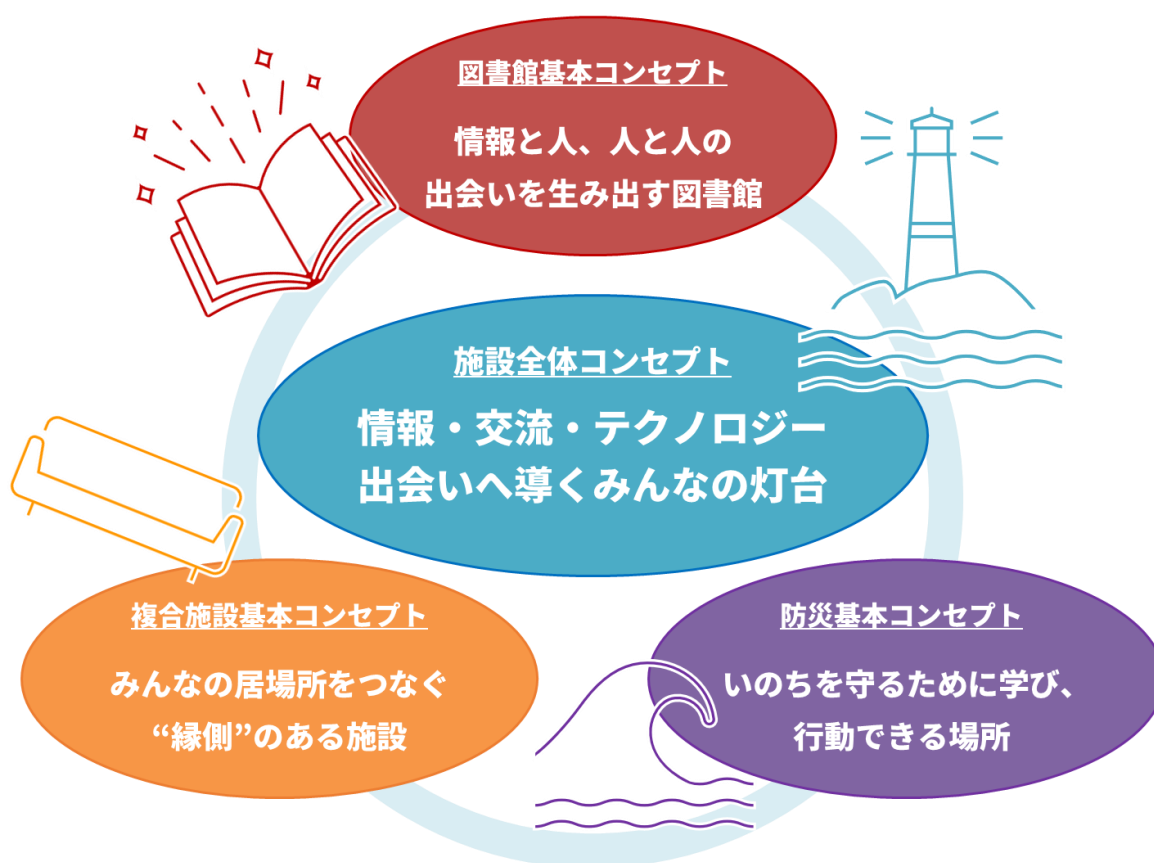 図書館基本コンセプト
情報と人、人と人の
出会いを生み出す図書館
施設全体コンセプト
情報・交流・テクノロジー
出会いへ導くみんなの灯台
複合施設基本コンセプト
みんなの居場所をつなぐ
“縁側”のある施設
防災基本コンセプト
いのちを守るために学び、
行動できる場所